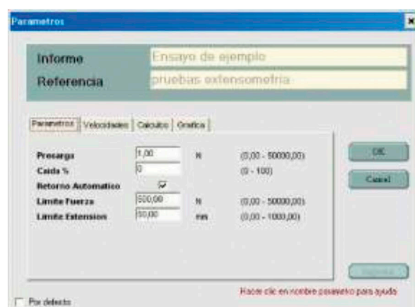 Parametros
Informe Ensayo de ejemplo
Referencia pruebas extensometria
Parametros Velocidades Calculos Grafica
Precarga 1,00 N (0,00 - 50000,00)
Caida % 0 (0 - 100)
Retorno Automatico
Limite Fuerza 500,00 N (0,00 - 50000,00)
Limite Extension 50,00 mm (0,00 - 1000,00)
OK
Cancel
Hacer clic en nombre parametro para ayuda
Por defecto